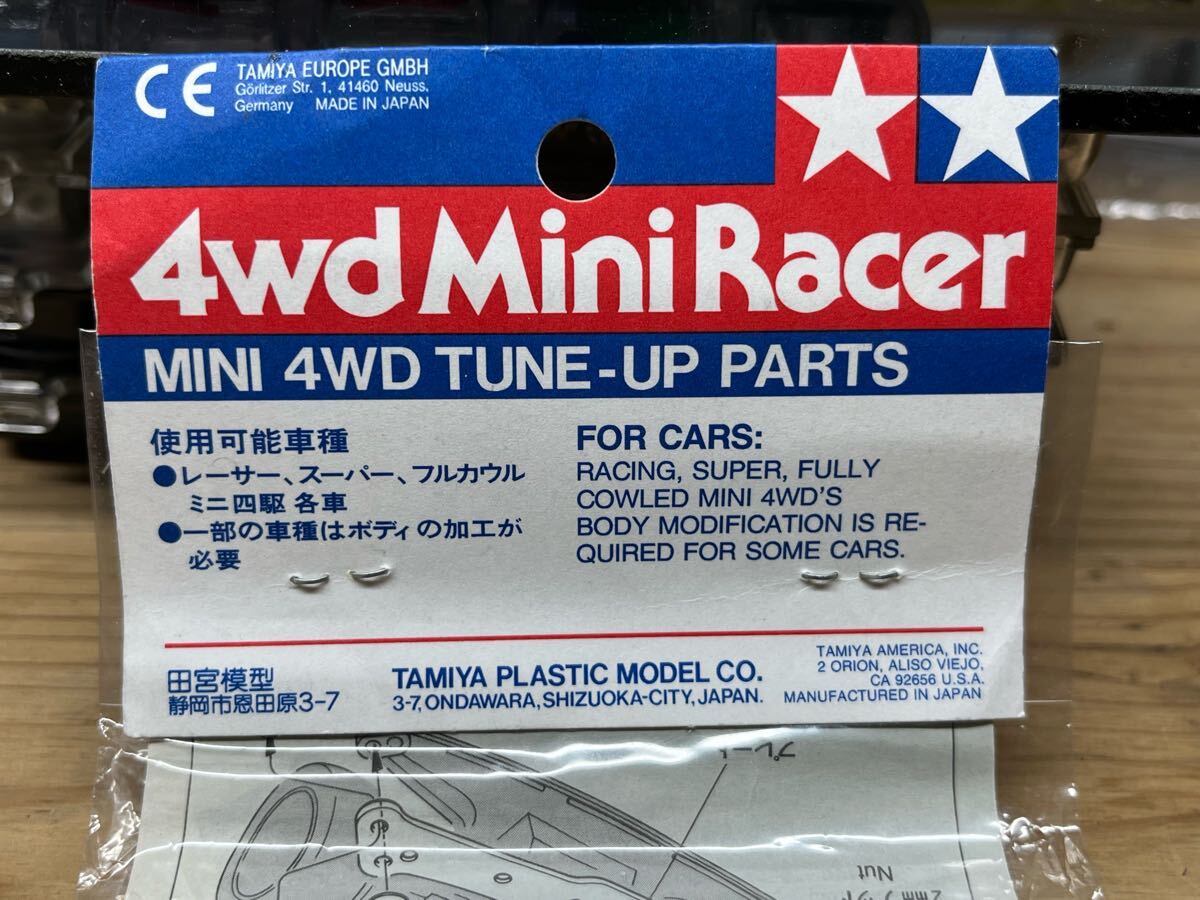 CE
TAMIYA EUROPE GMBH
Görlitzer Str. 1, 41460 Neuss,
Germany MADE IN JAPAN
4wd Mini Racer
MINI 4WD TUNE-UP PARTS
使用可能車種
●レーサー、スーパー、フルカウル
ミニ四駆 各車
●一部の車種はボディの加工が
必要
FOR CARS:
RACING, SUPER, FULLY
COWLED MINI 4WD'S
BODY MODIFICATION IS RE-
QUIRED FOR SOME CARS.
田宮模型
静岡市恩田原3-7
TAMIYA PLASTIC MODEL CO.
3-7, ONDAWARA, SHIZUOKA-CITY, JAPAN.
TAMIYA AMERICA, INC.
2 ORION, ALISO VIEJO,
CA 92656 U.S.A.
MANUFACTURED IN JAPAN
プレート
Nut